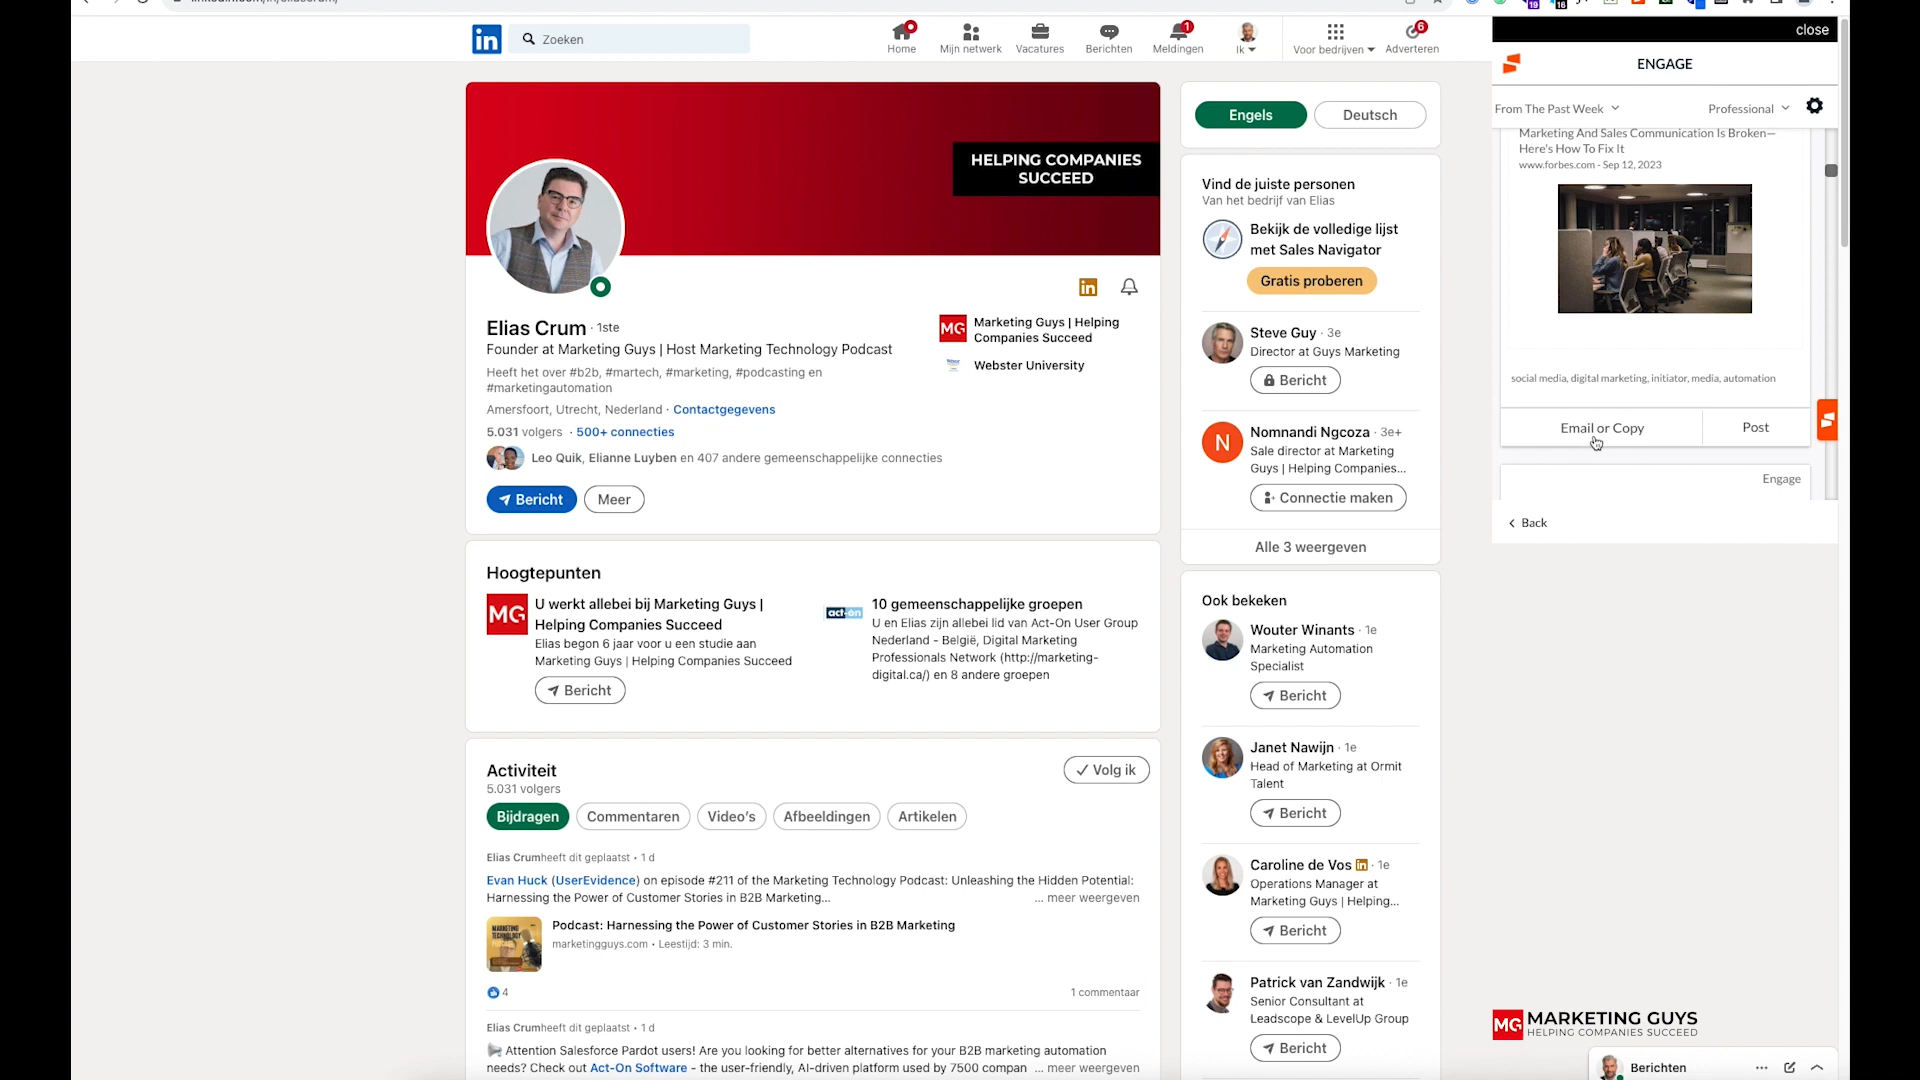 Zoeken
Home
Mijn netwerk
Vacatures
Berichten
1
Meldingen
Ik
Voor bedrijven
6
Adverteren
19
16
close
ENGAGE
From The Past Week
Professional
Marketing And Sales Communication Is Broken—
Here's How To Fix It
www.forbes.com - Sep 12, 2023
social media, digital marketing, initiator, media, automation
Email or Copy
Post
Engage
Back
HELPING COMPANIES
SUCCEED
Elias Crum · 1ste
Founder at Marketing Guys | Host Marketing Technology Podcast
Heeft het over #b2b, #martech, #marketing, #podcasting en
#marketingautomation
Amersfoort, Utrecht, Nederland · Contactgegevens
5.031 volgers · 500+ connecties
Leo Quik, Elianne Luyben en 407 andere gemeenschappelijke connecties
Bericht
Meer
MG
Marketing Guys | Helping
Companies Succeed
Webster University
Hoogtepunten
MG
U werkt allebei bij Marketing Guys |
Helping Companies Succeed
Elias begon 6 jaar voor u een studie aan
Marketing Guys | Helping Companies Succeed
Bericht
act-on
10 gemeenschappelijke groepen
U en Elias zijn allebei lid van Act-On User Group
Nederland - België, Digital Marketing
Professionals Network (http://marketing-
digital.ca/) en 8 andere groepen
Activiteit
5.031 volgers
Volg ik
Bijdragen
Commentaren
Video's
Afbeeldingen
Artikelen
Elias Crumheeft dit geplaatst • 1 d
Evan Huck (UserEvidence) on episode #211 of the Marketing Technology Podcast: Unleashing the Hidden Potential:
Harnessing the Power of Customer Stories in B2B Marketing...
... meer weergeven
MARKETING
TECHNOLOGY
PODCAST
Podcast: Harnessing the Power of Customer Stories in B2B Marketing
marketingguys.com • Leestijd: 3 min.
4
1 commentaar
Elias Crumheeft dit geplaatst • 1 d
Attention Salesforce Pardot users! Are you looking for better alternatives for your B2B marketing automation
needs? Check out Act-On Software - the user-friendly, AI-driven platform used by 7500 compan
... meer weergeven
Engels
Deutsch
Vind de juiste personen
Van het bedrijf van Elias
Bekijk de volledige lijst
met Sales Navigator
Gratis proberen
Steve Guy · 3e
Director at Guys Marketing
Bericht
N
Nomnandi Ngcoza · 3e+
Sale director at Marketing
Guys | Helping Companies...
Connectie maken
Alle 3 weergeven
Ook bekeken
Wouter Winants · 1e
Marketing Automation
Specialist
Bericht
Janet Nawijn · 1e
Head of Marketing at Ormit
Talent
Bericht
Caroline de Vos in · 1e
Operations Manager at
Marketing Guys | Helping...
Bericht
Patrick van Zandwijk · 1e
Senior Consultant at
Leadscope & LevelUp Group
Bericht
MG
MARKETING GUYS
HELPING COMPANIES SUCCEED
Berichten